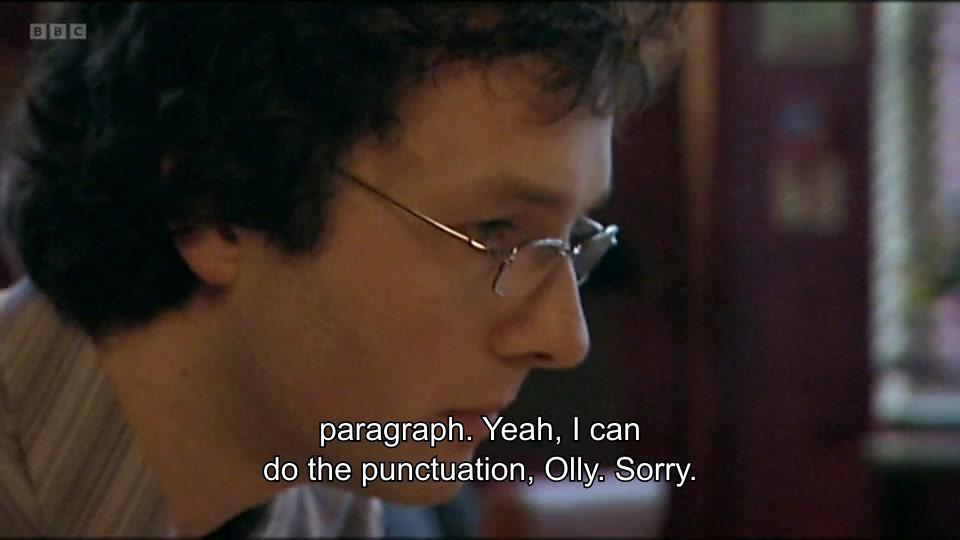 BBC
paragraph. Yeah, I can
do the punctuation, Olly. Sorry.